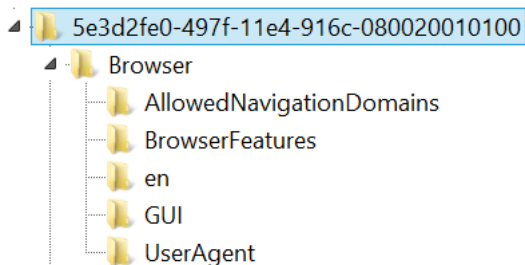 5e3d2fe0-497f-11e4-916c-080020010100
Browser
AllowedNavigationDomains
BrowserFeatures
en
GUI
UserAgent